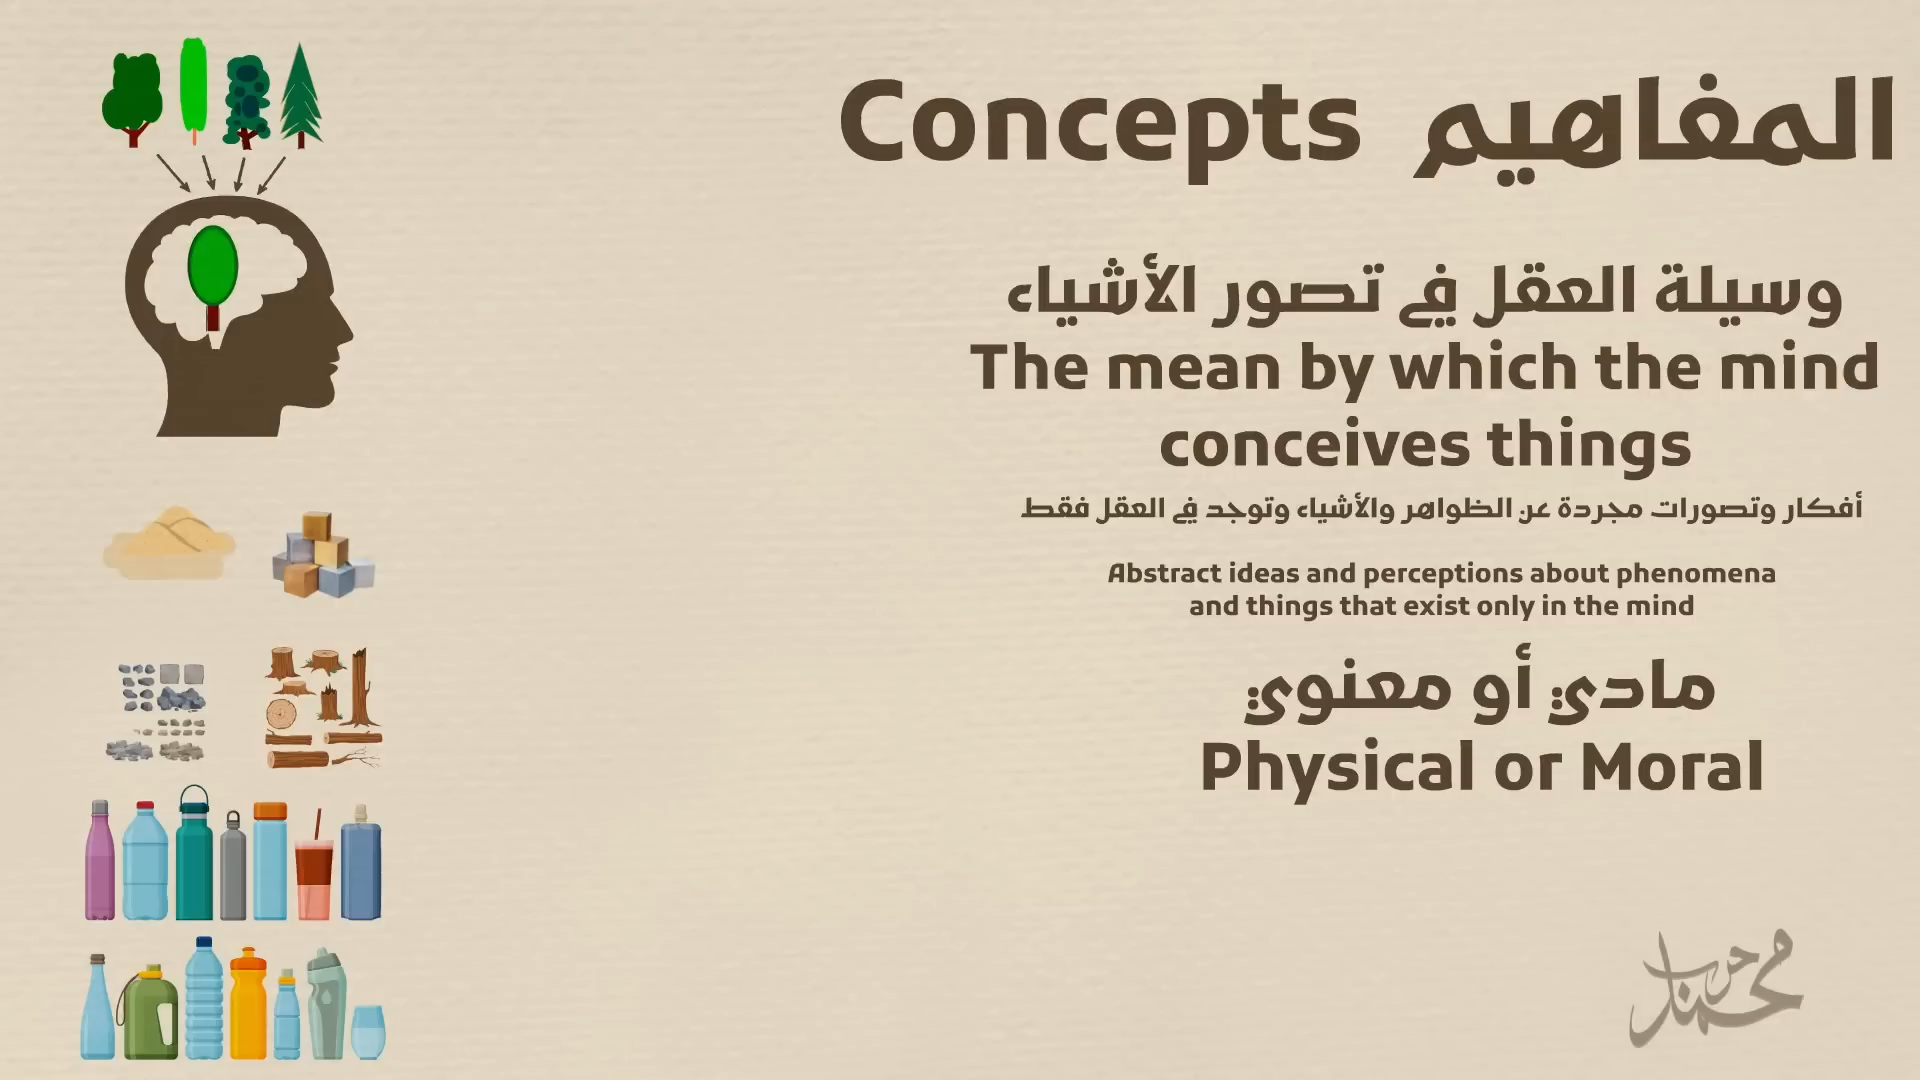 المفاهيم Concepts
وسيلة العقل في تصور الأشياء
The mean by which the mind
conceives things
أفكار وتصورات مجردة عن الظواهر والأشياء وتوجد في العقل فقط
Abstract ideas and perceptions about phenomena
and things that exist only in the mind
مادي أو معنوي
Physical or Moral